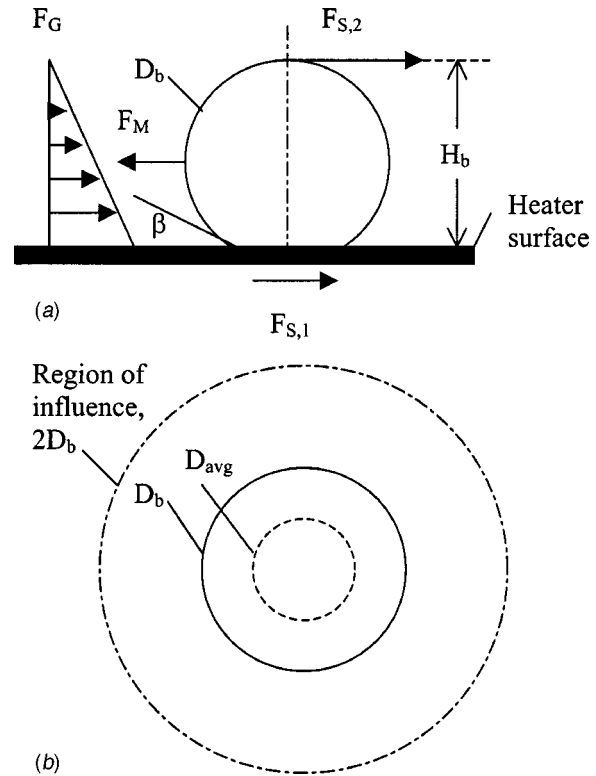 F_G
F_S,2
D_b
F_M
H_b
β
Heater
surface
(a)
F_S,1
Region of
influence,
2D_b
D_avg
D_b
(b)